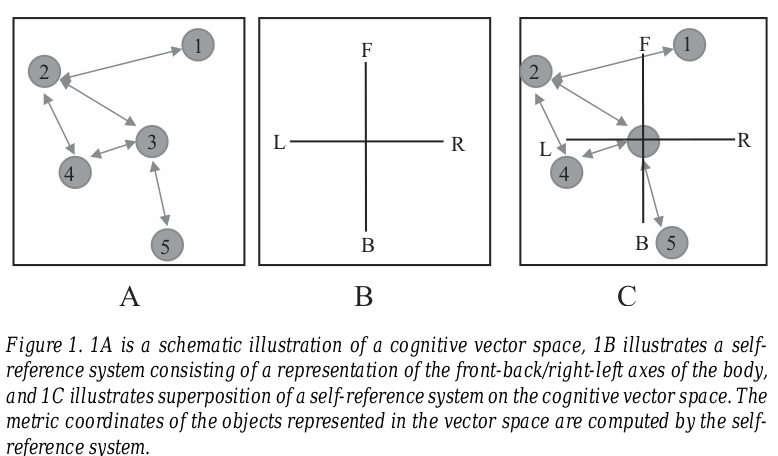 1
2
3
4
5
A
F
L
R
B
B
1
F
2
R
L
4
B
5
C
Figure 1. 1A is a schematic illustration of a cognitive vector space, 1B illustrates a self-
reference system consisting of a representation of the front-back/right-left axes of the body,
and 1C illustrates superposition of a self-reference system on the cognitive vector space. The
metric coordinates of the objects represented in the vector space are computed by the self-
reference system.